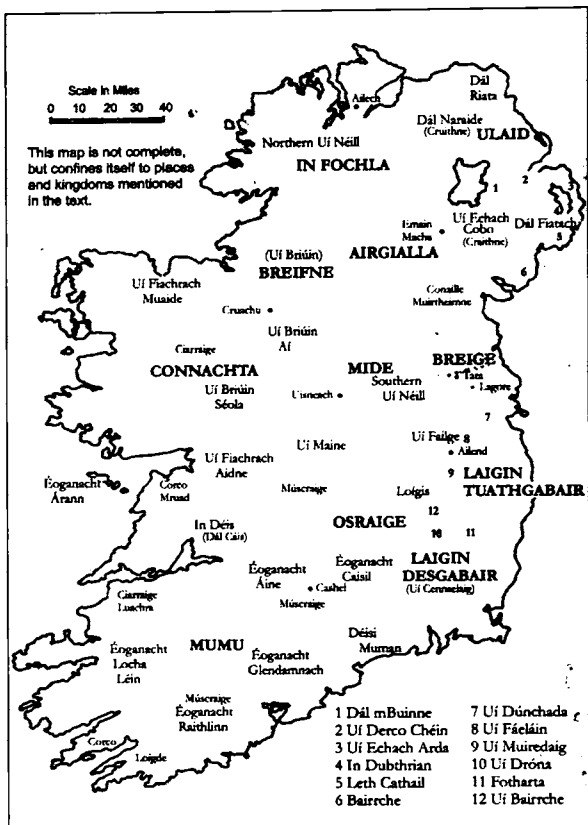 Scale In Miles
0 10 20 30 40
This map is not complete,
but confines itself to places
and kingdoms mentioned
in the text.
Ailech
Dál
Riata
Dál Naraide
(Cruithne)
ULAID
Northern Uí Néill
IN FOCHLA
1
2
3
Emain
Macha
Uí Echach
Cobo
(Cruithne)
Dál Fiatach
5
AIRGIALLA
(Uí Briúin)
BREIFNE
6
Uí Fiachrach
Muaide
Conaille
Muirtheimne
Cruachu
Uí Briúin
Aí
Ciarraige
CONNACHTA
MIDE
BREIGE
Tara
Lagore
Southern
Uí Néill
Uí Briúin
Séola
Uisneach
7
Uí Failge
8
Ailend
Uí Maine
Uí Fiachrach
Aidne
9
LAIGIN
TUATHGABAIR
Éoganacht
Árann
Corco
Mruad
Múscraige
Loígis
In Déis
(Dál Cais)
OSRAIGE
12
10
11
Éoganacht
Áine
Éoganacht
Caisil
LAIGIN
DESGABAIR
(Uí Cennselaig)
Cashel
Múscraige
Ciarraige
Luachra
Déisi
Muman
MUMU
Éoganacht
Locha
Léin
Éoganacht
Glendamnach
Múscraige
Éoganacht
Raithlinn
Corco
Loígde
1 Dál mBuinne
2 Uí Derco Chéin
3 Uí Echach Arda
4 In Dubthrian
5 Leth Cathail
6 Bairrche
7 Uí Dúnchada
8 Uí Fáeláin
9 Uí Muiredaig
10 Uí Dróna
11 Fotharta
12 Uí Bairrche